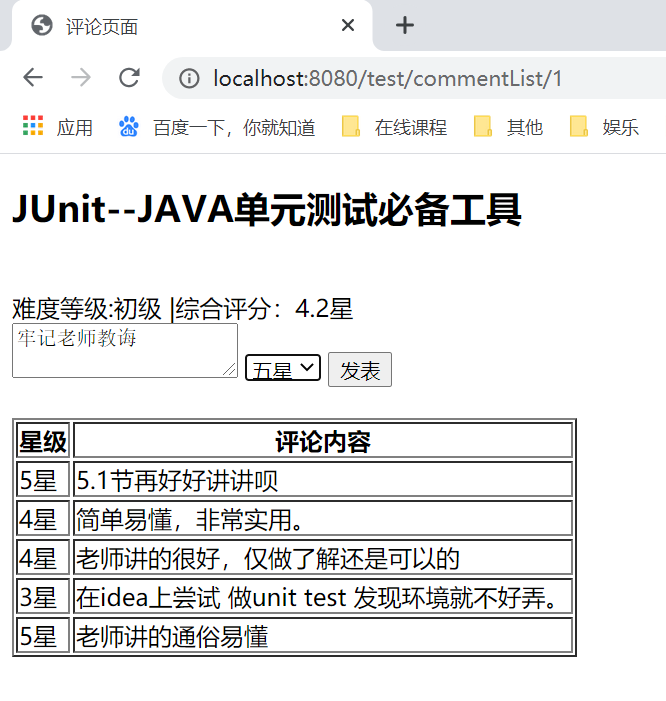 评论页面
localhost:8080/test/commentList/1
应用 百度一下，你就知道 在线课程 其他 娱乐
JUnit--JAVA单元测试必备工具
难度等级:初级 |综合评分：4.2星
牢记老师教诲
五星 发表
星级 评论内容
5星 5.1节再好好讲讲呗
4星 简单易懂，非常实用。
4星 老师讲的很好，仅做了解还是可以的
3星 在idea上尝试 做unit test 发现环境就不好弄。
5星 老师讲的通俗易懂